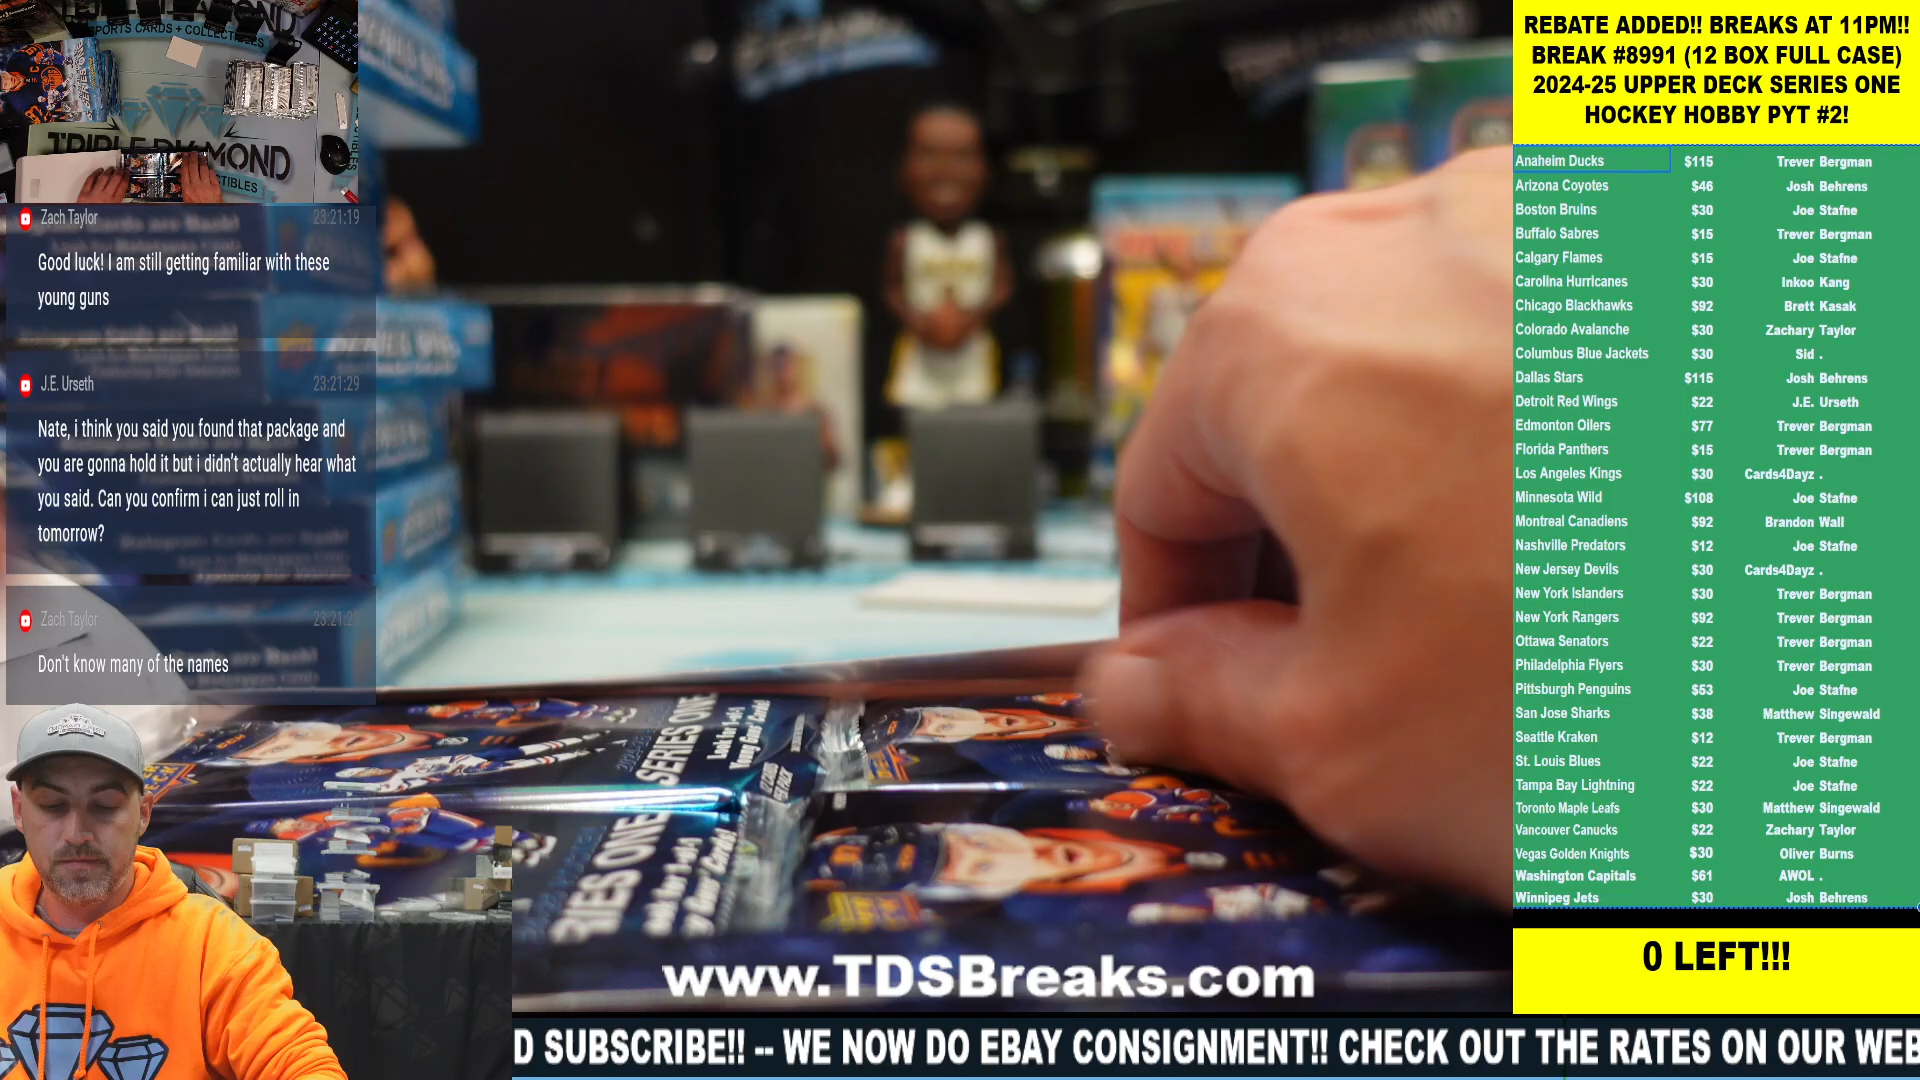 REBATE ADDED!! BREAKS AT 11PM!!
BREAK #8991 (12 BOX FULL CASE)
2024-25 UPPER DECK SERIES ONE
HOCKEY HOBBY PYT #2!
Anaheim Ducks $115 Trever Bergman
Arizona Coyotes $46 Josh Behrens
Boston Bruins $30 Joe Stafne
Buffalo Sabres $15 Trever Bergman
Calgary Flames $15 Joe Stafne
Carolina Hurricanes $30 Inkoo Kang
Chicago Blackhawks $92 Brett Kasak
Colorado Avalanche $30 Zachary Taylor
Columbus Blue Jackets $30 Sid .
Dallas Stars $115 Josh Behrens
Detroit Red Wings $22 J.E. Urseth
Edmonton Oilers $77 Trever Bergman
Florida Panthers $15 Trever Bergman
Los Angeles Kings $30 Cards4Dayz .
Minnesota Wild $108 Joe Stafne
Montreal Canadiens $92 Brandon Wall
Nashville Predators $12 Joe Stafne
New Jersey Devils $30 Cards4Dayz .
New York Islanders $30 Trever Bergman
New York Rangers $92 Trever Bergman
Ottawa Senators $22 Trever Bergman
Philadelphia Flyers $30 Trever Bergman
Pittsburgh Penguins $53 Joe Stafne
San Jose Sharks $38 Matthew Singewald
Seattle Kraken $12 Trever Bergman
St. Louis Blues $22 Joe Stafne
Tampa Bay Lightning $22 Joe Stafne
Toronto Maple Leafs $30 Matthew Singewald
Vancouver Canucks $22 Zachary Taylor
Vegas Golden Knights $30 Oliver Burns
Washington Capitals $61 AWOL .
Winnipeg Jets $30 Josh Behrens
0 LEFT!!!
SPORTS CARDS + COLLECTIBLES
Zach Taylor 23:21:19
Good luck! I am still getting familiar with these
young guns
J.E. Urseth 23:21:29
Nate, i think you said you found that package and
you are gonna hold it but i didn't actually hear what
you said. Can you confirm i can just roll in
tomorrow?
Zach Taylor
Don't know many of the names
SERIES ONE
www.TDSBreaks.com
D SUBSCRIBE!! -- WE NOW DO EBAY CONSIGNMENT!! CHECK OUT THE RATES ON OUR WEB